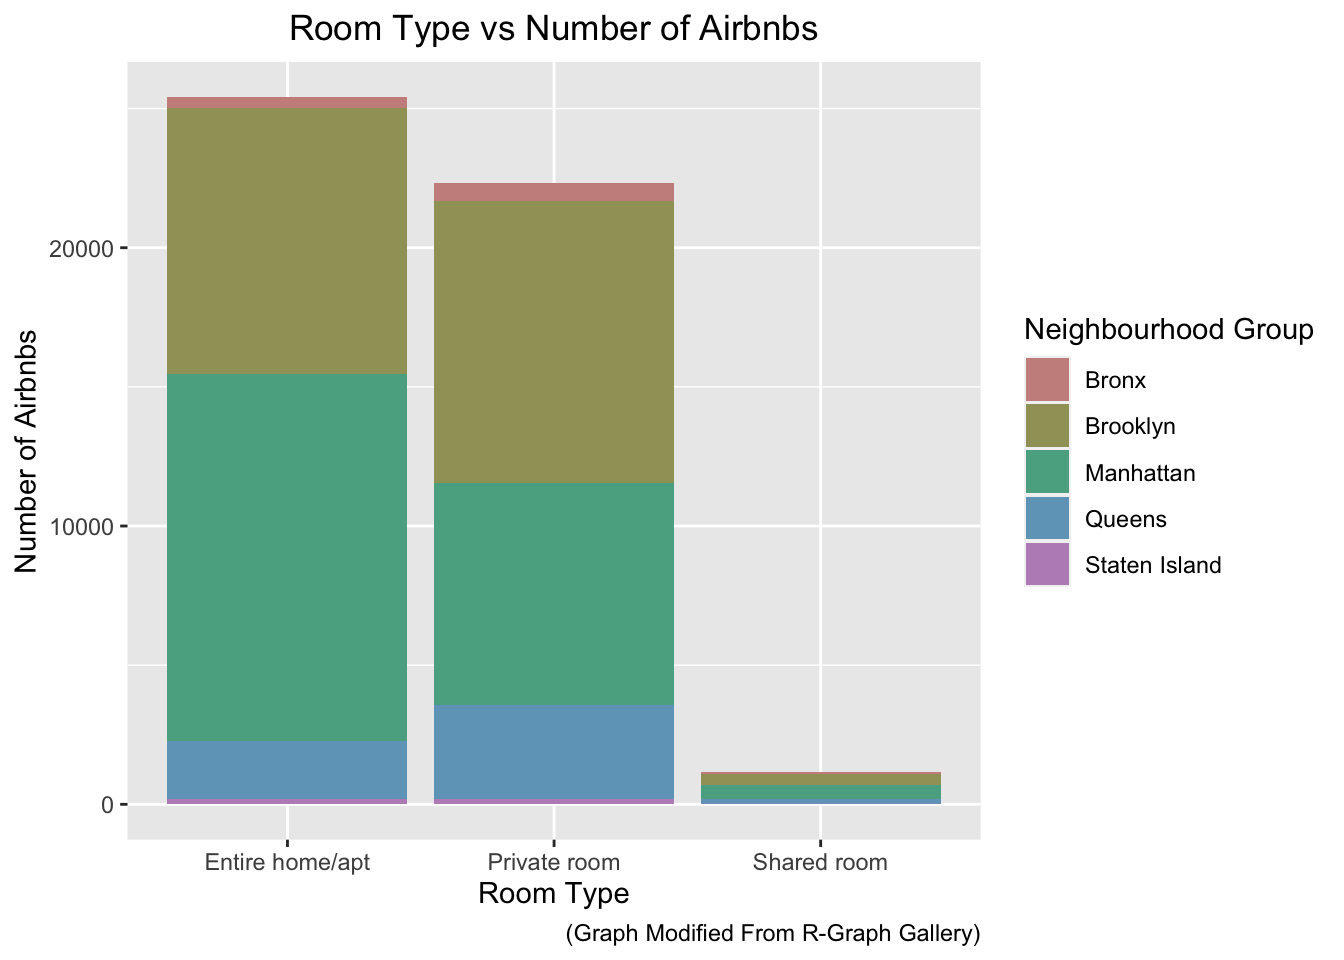 Room Type vs Number of Airbnbs
Number of Airbnbs
20000
10000
0
Entire home/apt
Private room
Shared room
Room Type
(Graph Modified From R-Graph Gallery)
Neighbourhood Group
Bronx
Brooklyn
Manhattan
Queens
Staten Island